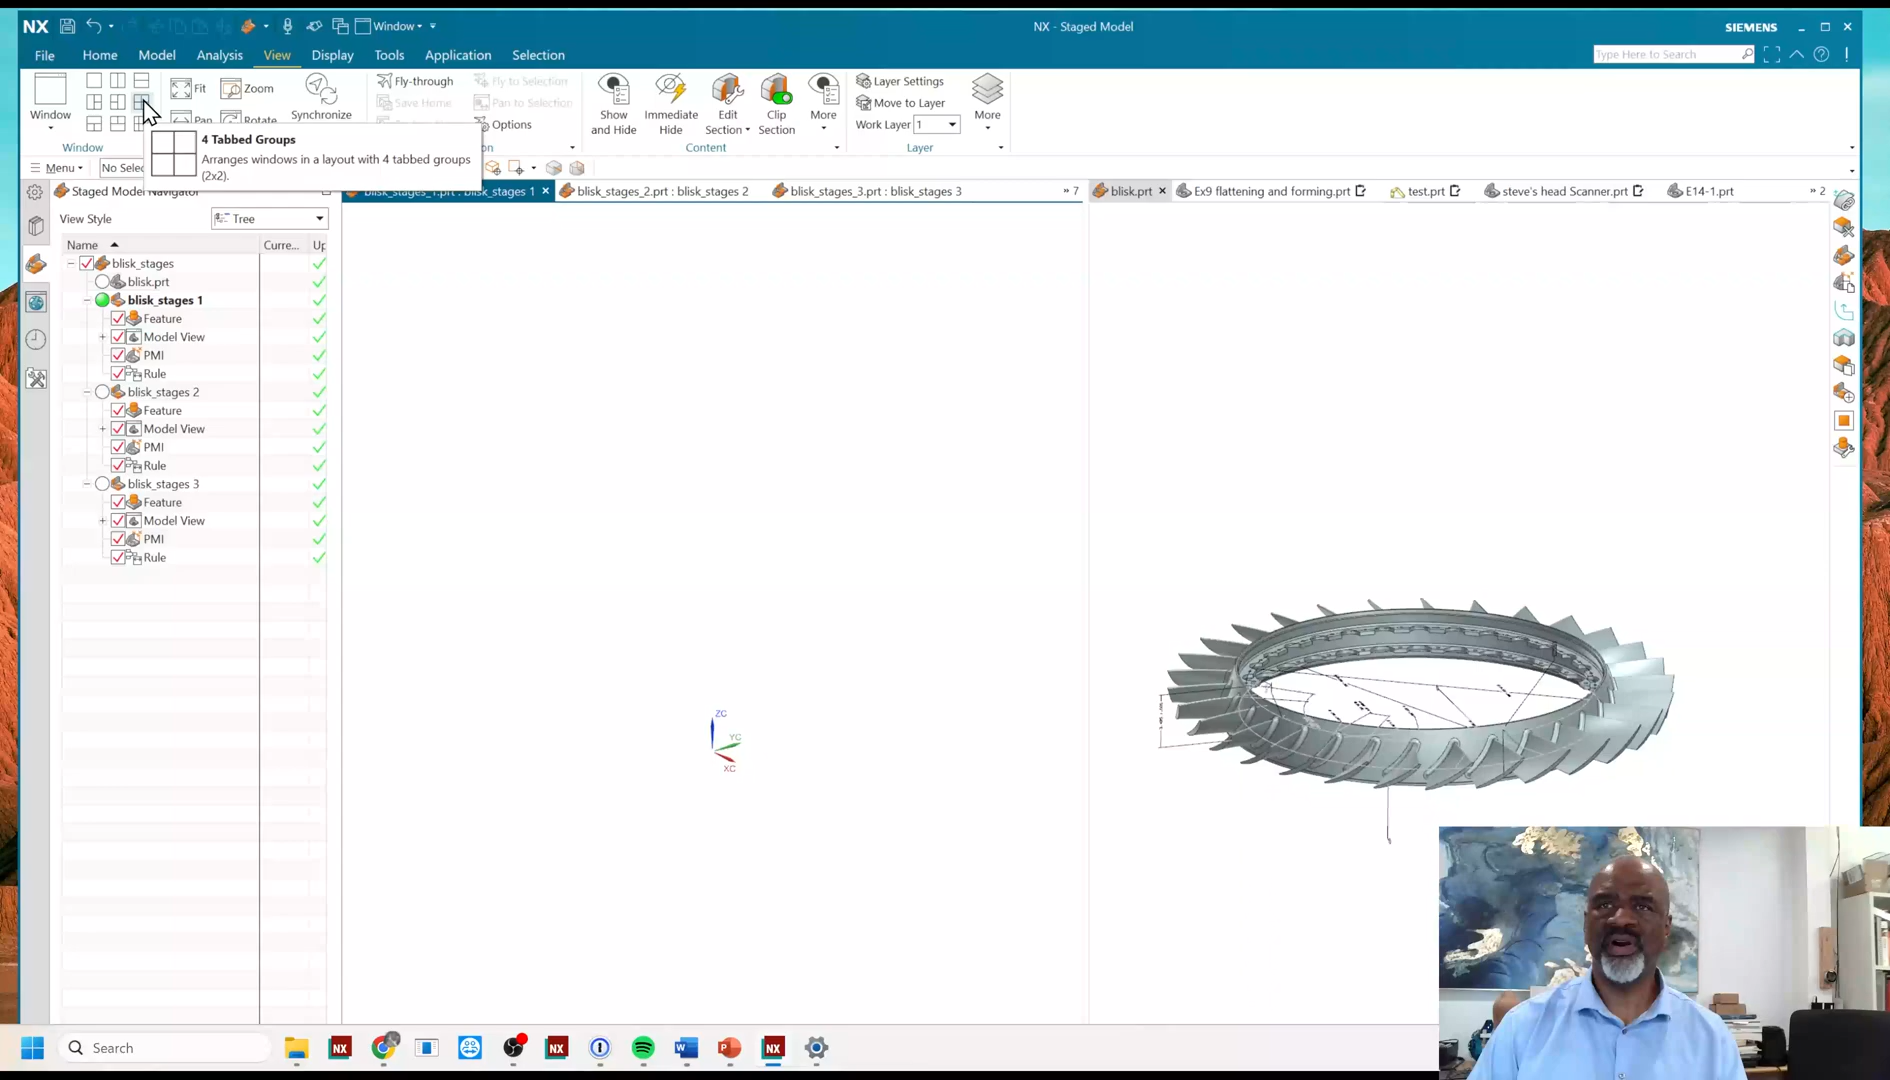 NX
Window
NX - Staged Model
SIEMENS
File Home Model Analysis View Display Tools Application Selection
Type Here to Search
Window
Fit
Zoom
Pan
Rotate
Synchronize
Fly-through
Save Home
Fly to Selection
Pan to Selection
Options
Show and Hide
Immediate Hide
Edit Section
Clip Section
More
Layer Settings
Move to Layer
Work Layer 1
More
Window
Content
Layer
4 Tabbed Groups
Arranges windows in a layout with 4 tabbed groups
(2x2).
Menu
No Selec
Staged Model Navigator
blisk_stages_1.prt : blisk_stages 1
blisk_stages_2.prt : blisk_stages 2
blisk_stages_3.prt : blisk_stages 3
» 7
blisk.prt
Ex9 flattening and forming.prt
test.prt
steve's head Scanner.prt
E14-1.prt
» 2
View Style Tree
Name Curre... Up
blisk_stages
blisk.prt
blisk_stages 1
Feature
Model View
PMI
Rule
blisk_stages 2
Feature
Model View
PMI
Rule
blisk_stages 3
Feature
Model View
PMI
Rule
ZC
YC
XC
Search
NX
NX
NX